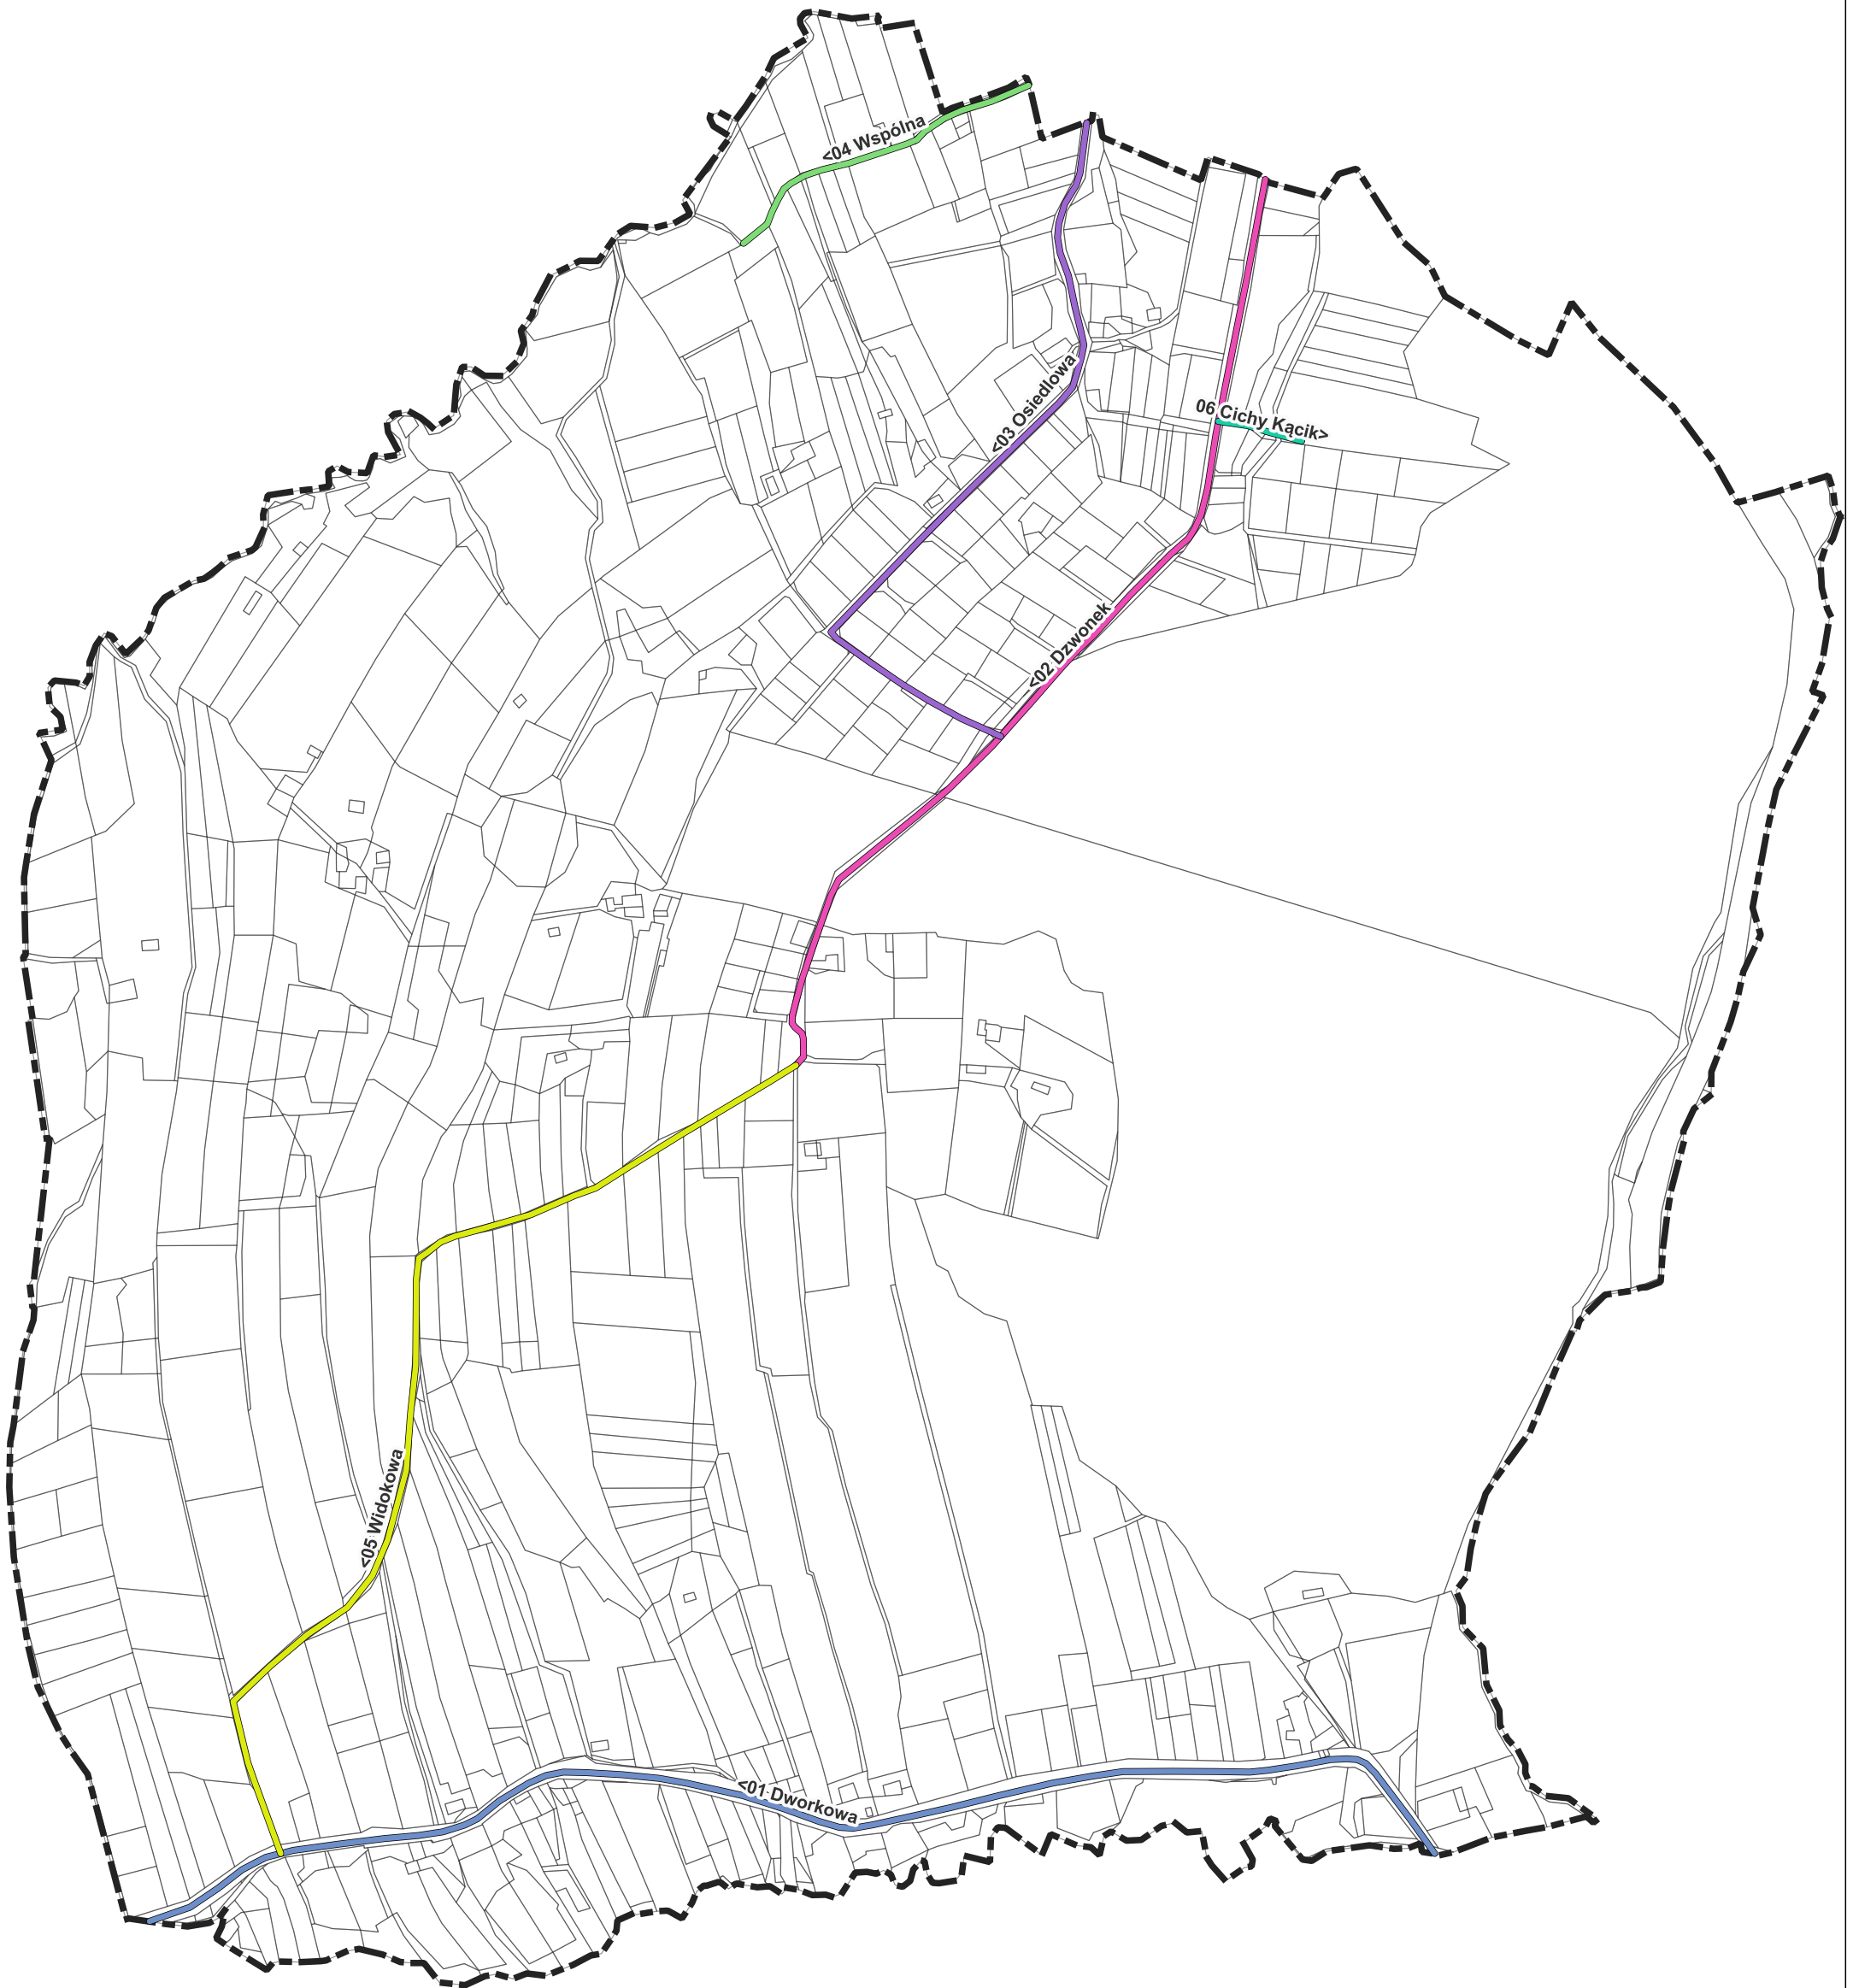 <04 Wspólna
<03 Osiedlowa
06 Cichy Kącik>
<02 Dzwonek
<05 Widokowa
<01 Dworkowa